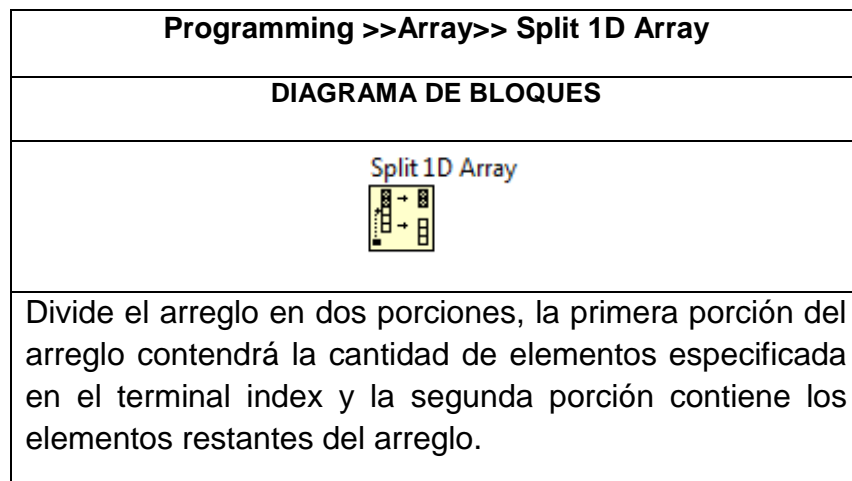 Programming >>Array>> Split 1D Array
DIAGRAMA DE BLOQUES
Split 1D Array
Divide el arreglo en dos porciones, la primera porción del
arreglo contendrá la cantidad de elementos especificada
en el terminal index y la segunda porción contiene los
elementos restantes del arreglo.